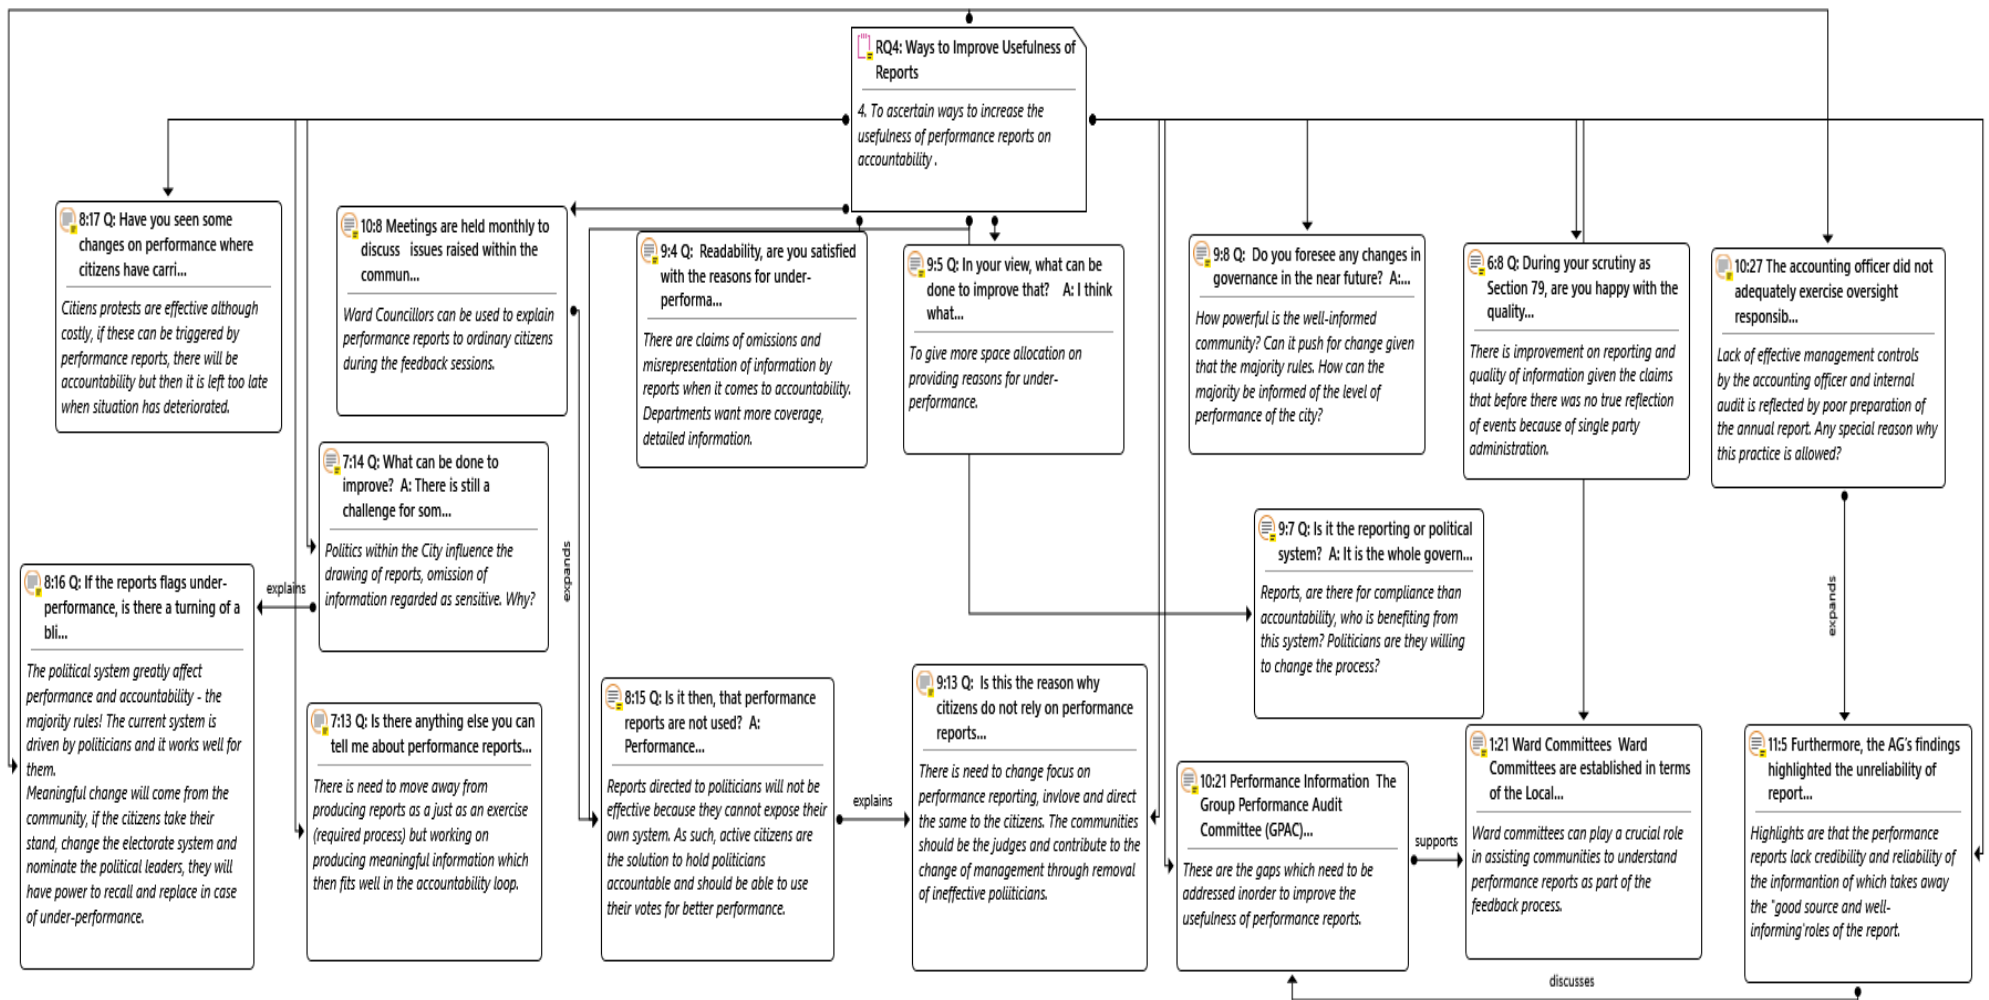 RQ4: Ways to Improve Usefulness of
Reports
4. To ascertain ways to increase the
usefulness of performance reports on
accountability .
8:17 Q: Have you seen some
changes on performance where
citizens have carri...
Citiens protests are effective although
costly, if these can be triggered by
performance reports, there will be
accountability but then it is left too late
when situation has deteriorated.
10:8 Meetings are held monthly to
discuss issues raised within the
commun...
Ward Councillors can be used to explain
performance reports to ordinary citizens
during the feedback sessions.
9:4 Q: Readability, are you satisfied
with the reasons for under-
performa...
There are claims of omissions and
misrepresentation of information by
reports when it comes to accountability.
Departments want more coverage,
detailed information.
9:5 Q: In your view, what can be
done to improve that? A: I think
what...
To give more space allocation on
providing reasons for under-
performance.
9:8 Q: Do you foresee any changes in
governance in the near future? A:...
How powerful is the well-informed
community? Can it push for change given
that the majority rules. How can the
majority be informed of the level of
performance of the city?
6:8 Q: During your scrutiny as
Section 79, are you happy with the
quality...
There is improvement on reporting and
quality of information given the claims
that before there was no true reflection
of events because of single party
administration.
10:27 The accounting officer did not
adequately exercise oversight
responsib...
Lack of effective management controls
by the accounting officer and internal
audit is reflected by poor preparation of
the annual report. Any special reason why
this practice is allowed?
7:14 Q: What can be done to
improve? A: There is still a
challenge for som...
Politics within the City influence the
drawing of reports, omission of
information regarded as sensitive. Why?
expands
9:7 Q: Is it the reporting or political
system? A: It is the whole govern...
Reports, are there for compliance than
accountability, who is benefiting from
this system? Politicians are they willing
to change the process?
expands
explains
8:16 Q: If the reports flags under-
performance, is there a turning of a
bli...
The political system greatly affect
performance and accountability - the
majority rules! The current system is
driven by politicians and it works well for
them.
Meaningful change will come from the
community, if the citizens take their
stand, change the electorate system and
nominate the political leaders, they will
have power to recall and replace in case
of under-performance.
7:13 Q: Is there anything else you can
tell me about performance reports...
There is need to move away from
producing reports as a just as an exercise
(required process) but working on
producing meaningful information which
then fits well in the accountability loop.
8:15 Q: Is it then, that performance
reports are not used? A:
Performance...
Reports directed to politicians will not be
effective because they cannot expose their
own system. As such, active citizens are
the solution to hold politicians
accountable and should be able to use
their votes for better performance.
explains
9:13 Q: Is this the reason why
citizens do not rely on performance
reports...
There is need to change focus on
performance reporting, invlove and direct
the same to the citizens. The communities
should be the judges and contribute to the
change of management through removal
of ineffective poliiticians.
10:21 Performance Information The
Group Performance Audit
Committee (GPAC)...
These are the gaps which need to be
addressed inorder to improve the
usefulness of performance reports.
supports
1:21 Ward Committees Ward
Committees are established in terms
of the Local...
Ward committees can play a crucial role
in assisting communities to understand
performance reports as part of the
feedback process.
11:5 Furthermore, the AG's findings
highlighted the unreliability of
report...
Highlights are that the performance
reports lack credibility and reliability of
the informantion of which takes away
the "good source and well-
informing'roles of the report.
discusses